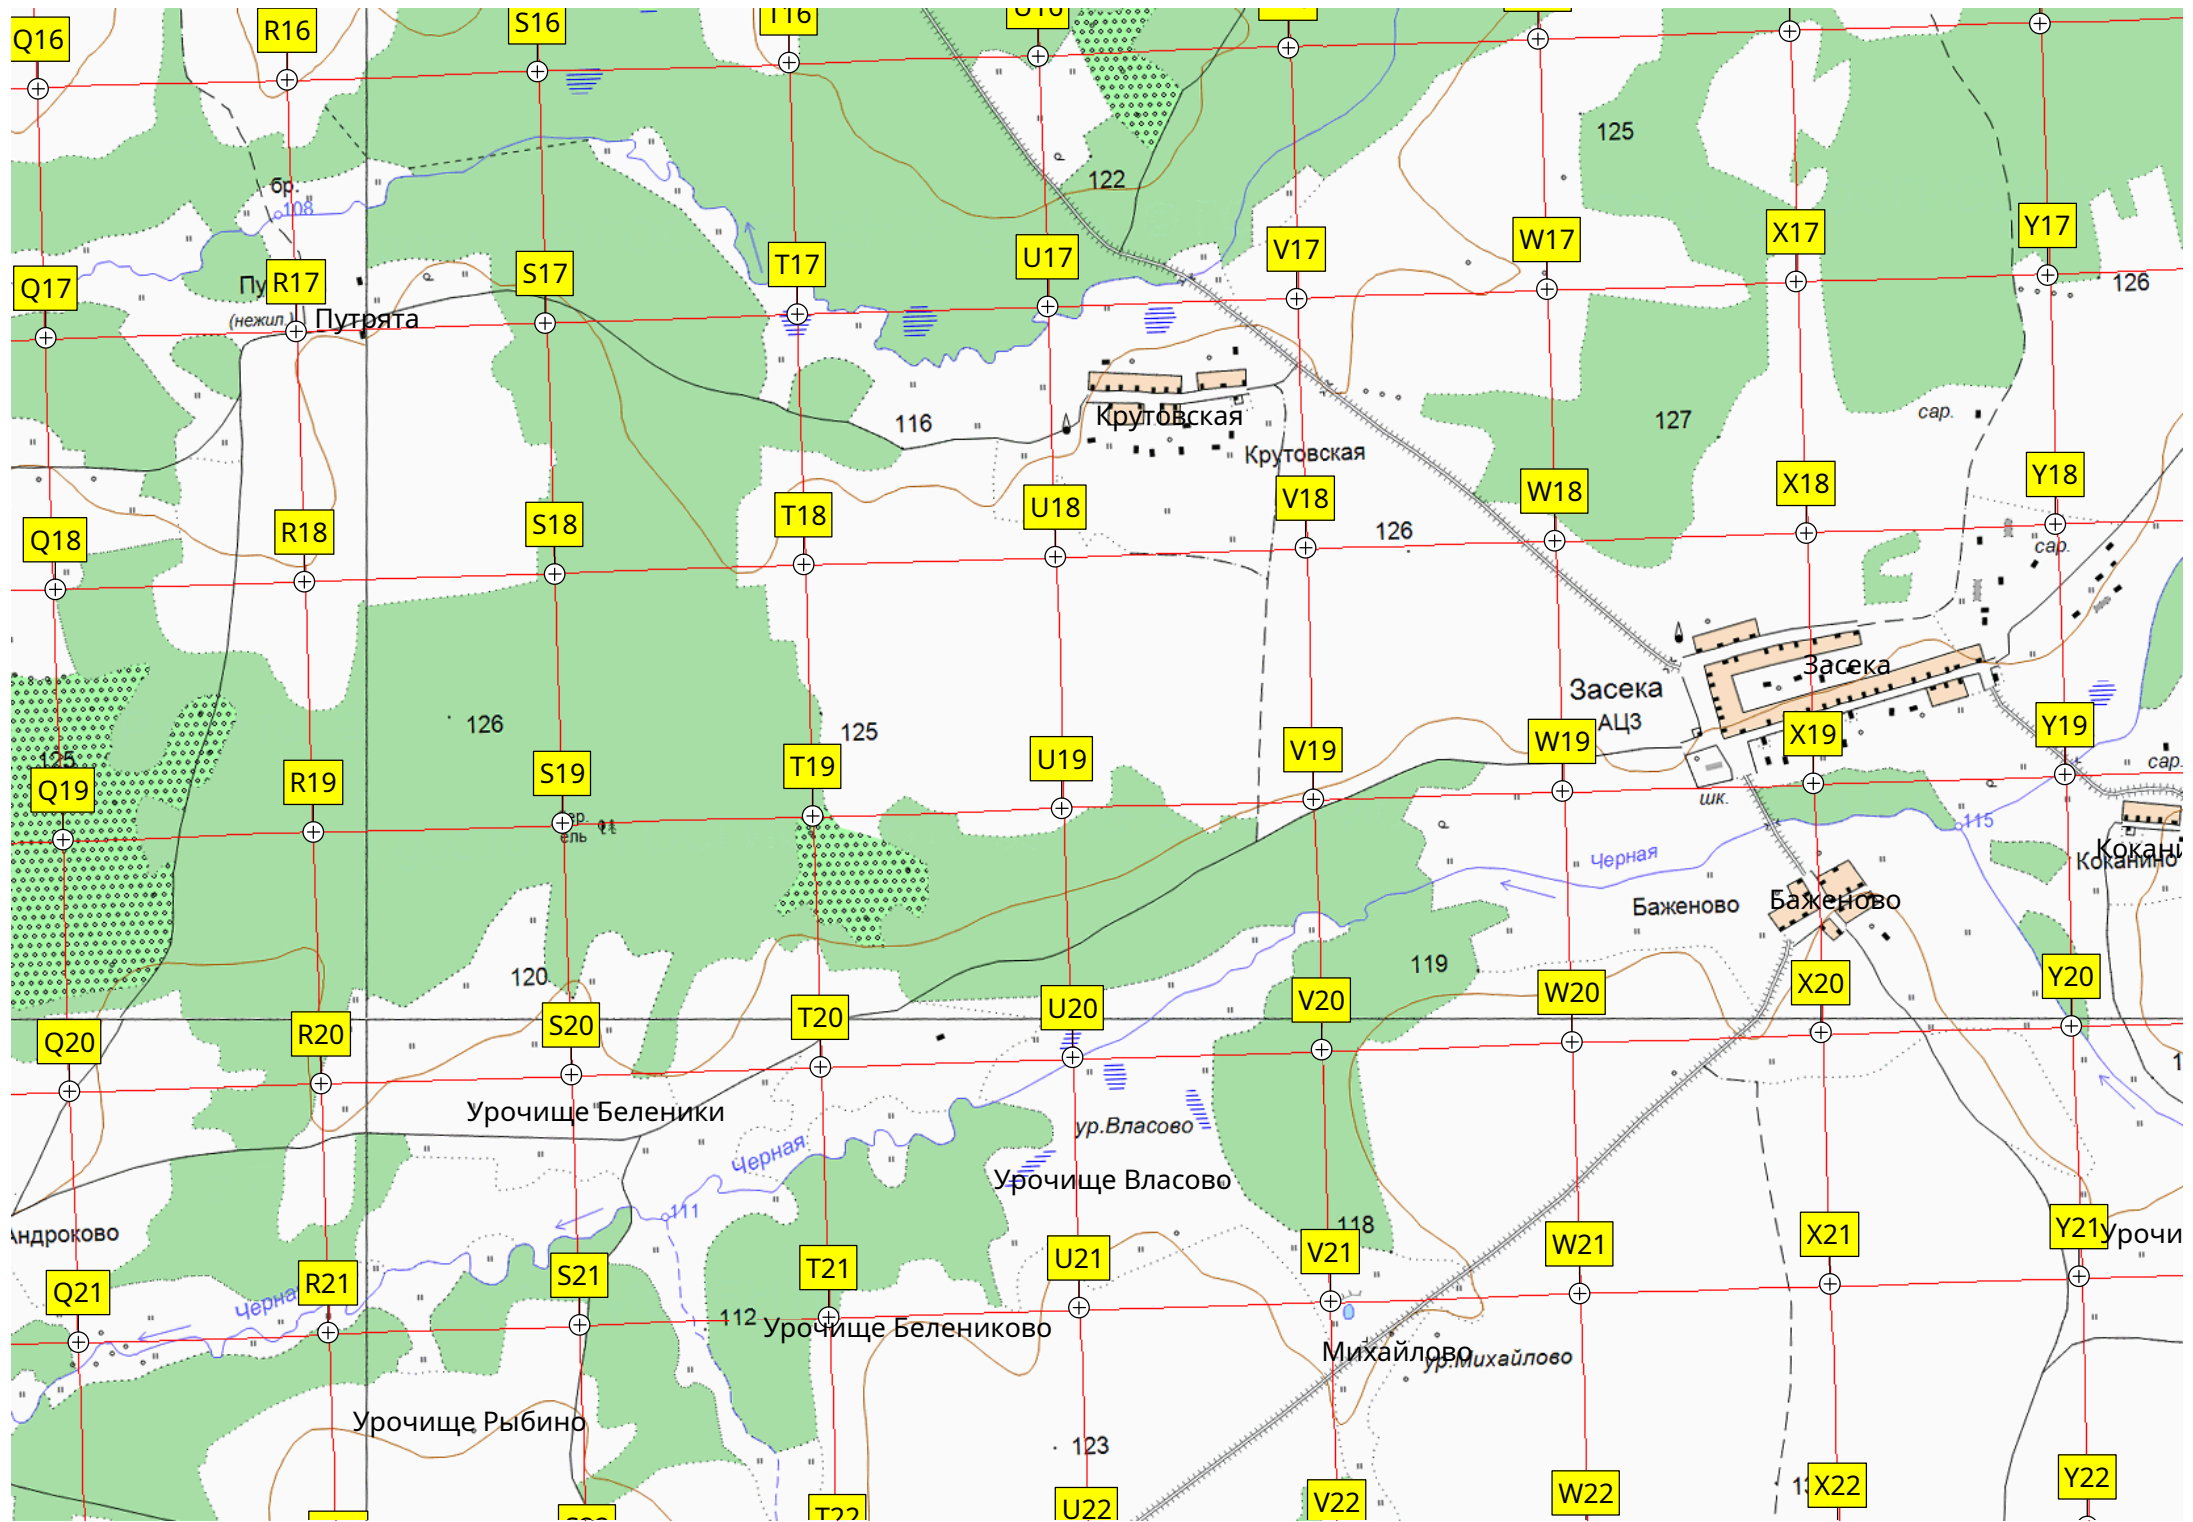 Q16
R16
S16
T16
U16
125
122
бр.
108
Q17
Пу
R17
S17
T17
U17
V17
W17
X17
Y17
126
(нежил.)
Путрята
116
Крутовская
Крутовская
127
сар.
Q18
R18
S18
T18
U18
V18
126
W18
X18
Y18
сар.
Засека
Засека
АЦЗ
126
125
125
Q19
R19
S19
T19
U19
V19
W19
X19
Y19
сар.
шк.
ель
115
Черная
Коканино
Баженово
Баженово
120
119
Q20
R20
S20
T20
U20
V20
W20
X20
Y20
Урочище Беленики
ур.Власово
Черная
Урочище Власово
111
118
Андроково
Q21
R21
S21
T21
U21
V21
W21
X21
Y21
Урочи
Черная
112
Урочище Белениково
Михайлово
ур.Михайлово
Урочище Рыбино
123
T22
U22
V22
W22
X22
Y22